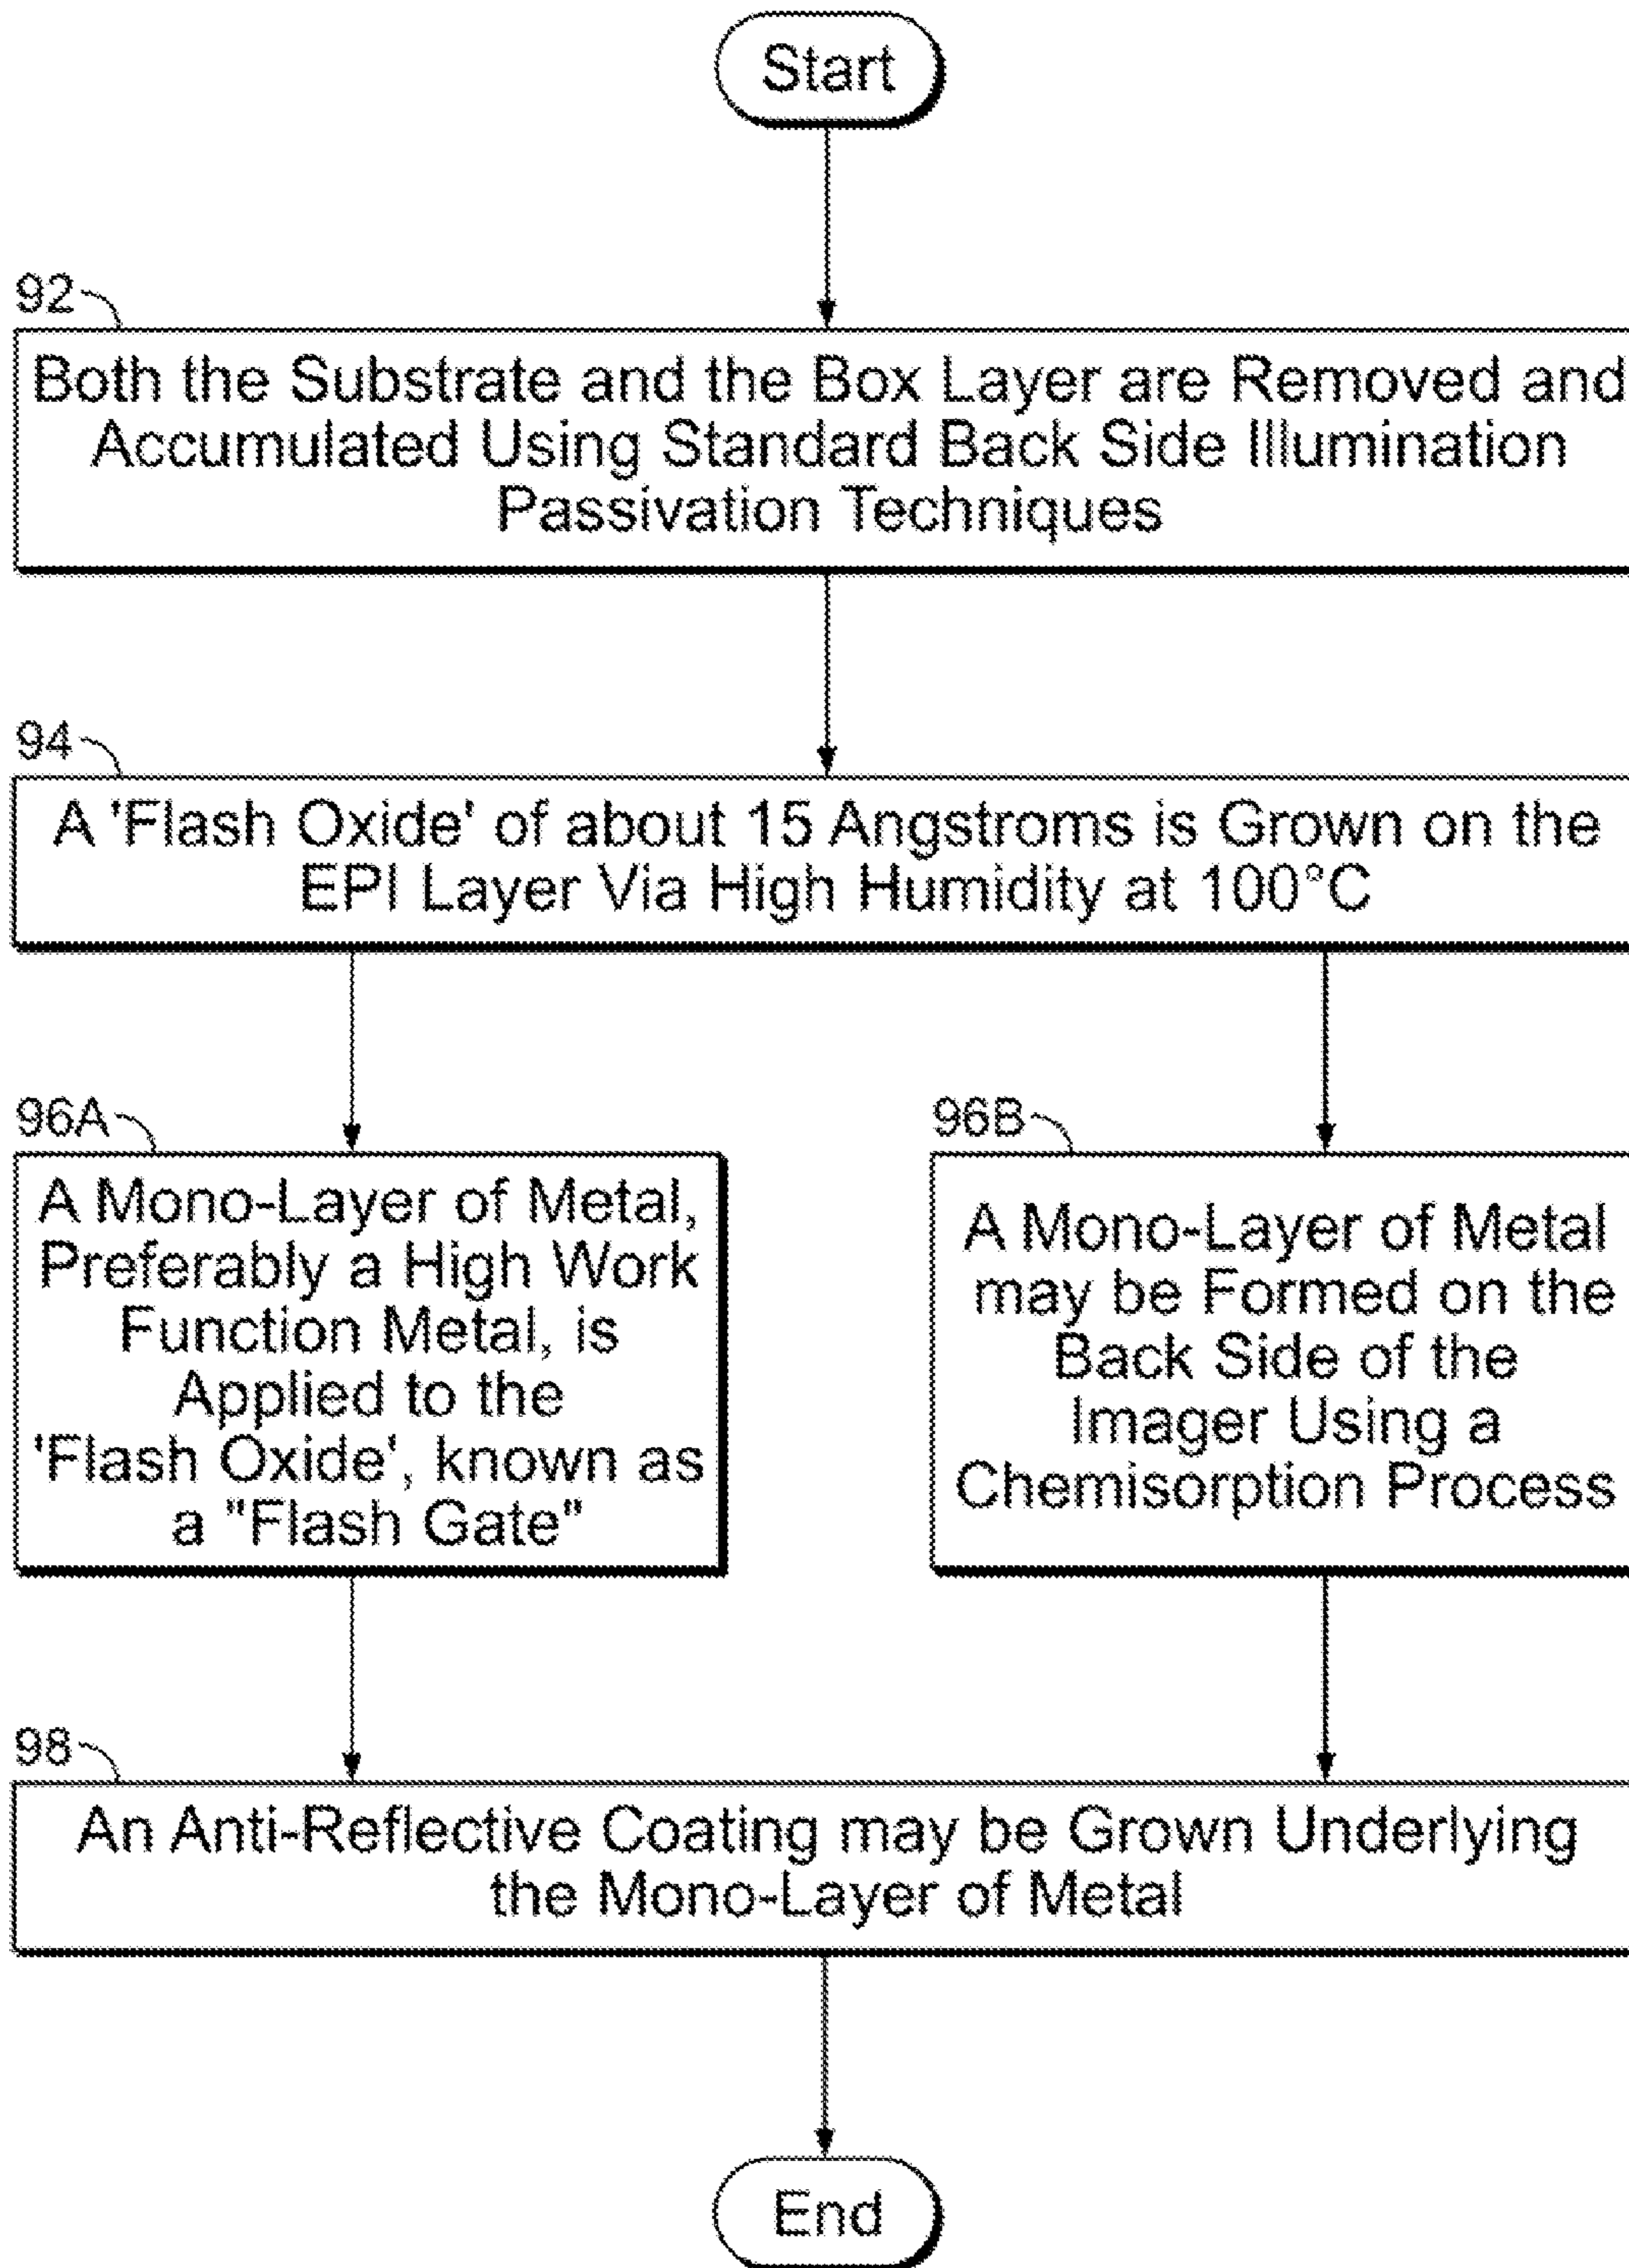 Start
92
Both the Substrate and the Box Layer are Removed and
Accumulated Using Standard Back Side Illumination
Passivation Techniques
94
A 'Flash Oxide' of about 15 Angstroms is Grown on the
EPI Layer Via High Humidity at 100°C
96A
A Mono-Layer of Metal,
Preferably a High Work
Function Metal, is
Applied to the
'Flash Oxide', known as
a "Flash Gate"
96B
A Mono-Layer of Metal
may be Formed on the
Back Side of the
Imager Using a
Chemisorption Process
98
An Anti-Reflective Coating may be Grown Underlying
the Mono-Layer of Metal
End